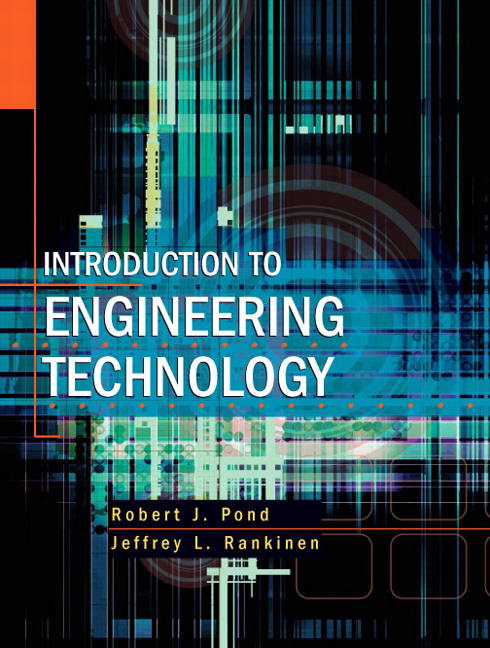 INTRODUCTION TO
ENGINEERING
TECHNOLOGY
Robert J. Pond
Jeffrey L. Rankinen